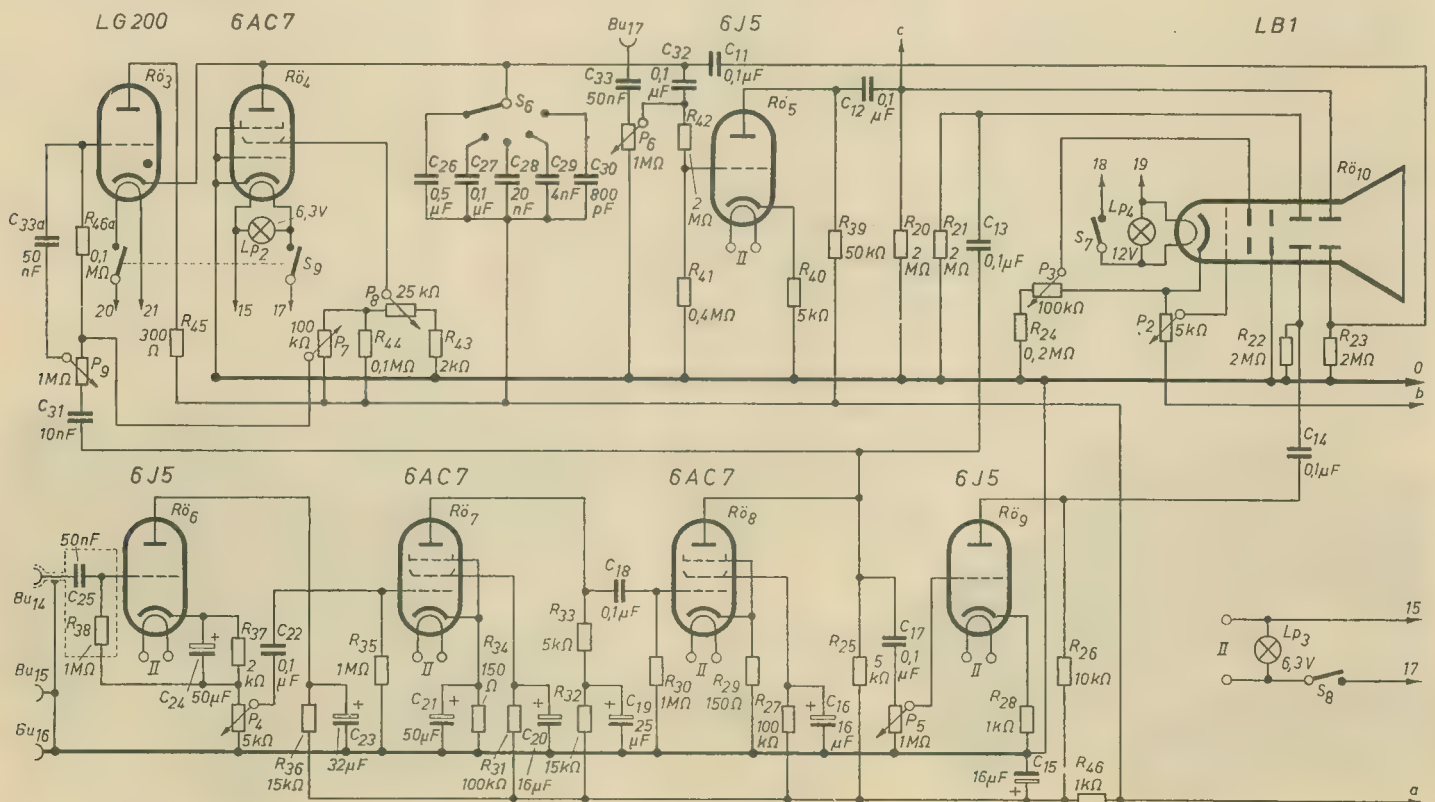 LG200
6AC7
Bu17
6J5
c
LB1
Rö3
Rö4
S6
C33
50nF
C32
0,1
µF
C11
0,1µF
Rö5
C12
0,1
µF
Rö10
P6
1MΩ
R42
2
MΩ
C26
0,5
µF
C27
0,1
µF
C28
20
nF
C29
4nF
C30
800
pF
18
19
Lp4
S7
12V
C33a
50
nF
R46a
0,1
MΩ
6,3V
Lp2
S9
20
21
15
17
R45
300
Ω
P8
25kΩ
100
kΩ
P7
R44
0,1MΩ
R43
2kΩ
R41
0,4MΩ
R40
5kΩ
R39
50kΩ
R20
2
MΩ
R21
2
MΩ
C13
0,1µF
P3
100kΩ
R24
0,2MΩ
P2
5kΩ
R22
2MΩ
R23
2MΩ
II
P9
1MΩ
C31
10nF
0
b
C14
0,1µF
6J5
6AC7
6AC7
6J5
Rö6
Rö7
Rö8
Rö9
50nF
Bu14
C25
R38
1MΩ
Bu15
Bu16
II
C24
+
50µF
R37
2
kΩ
C22
0,1
µF
P4
5kΩ
R36
15kΩ
+
C23
32µF
R35
1MΩ
II
C21
+
50µF
R34
150
Ω
R31
100kΩ
+
C20
16µF
R33
5kΩ
R32
15kΩ
C18
0,1µF
+
C19
25
µF
R30
1MΩ
II
R29
150Ω
R27
100
kΩ
+
C16
16
µF
R25
5
kΩ
C17
0,1
µF
P5
1MΩ
II
R28
1kΩ
R26
10kΩ
16µF
C15
+
R46
1kΩ
II
Lp3
6,3V
S8
15
17
a